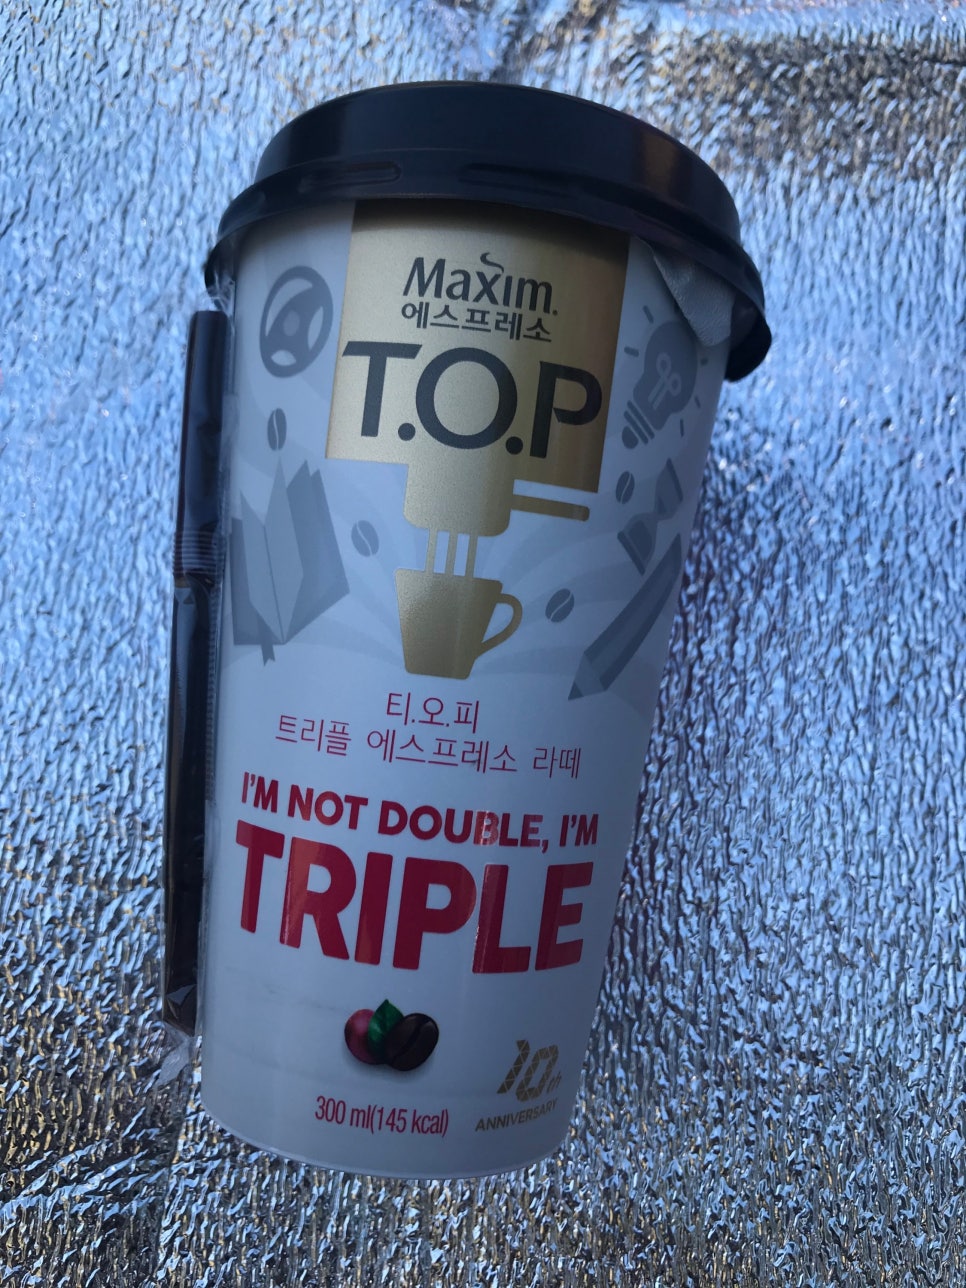 Maxim
에스프레소
T.O.P
티.오.피
트리플 에스프레소 라떼
I'M NOT DOUBLE, I'M
TRIPLE
10th
ANNIVERSARY
300 ml(145 kcal)